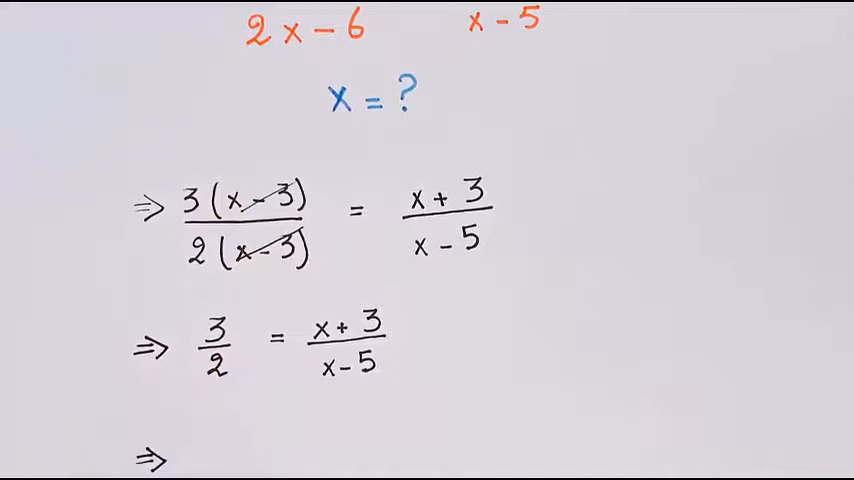 2x - 6 x - 5
x = ?
⇒ 3(x - 3) / 2(x - 3) = x + 3 / x - 5
⇒ 3 / 2 = x + 3 / x - 5
⇒